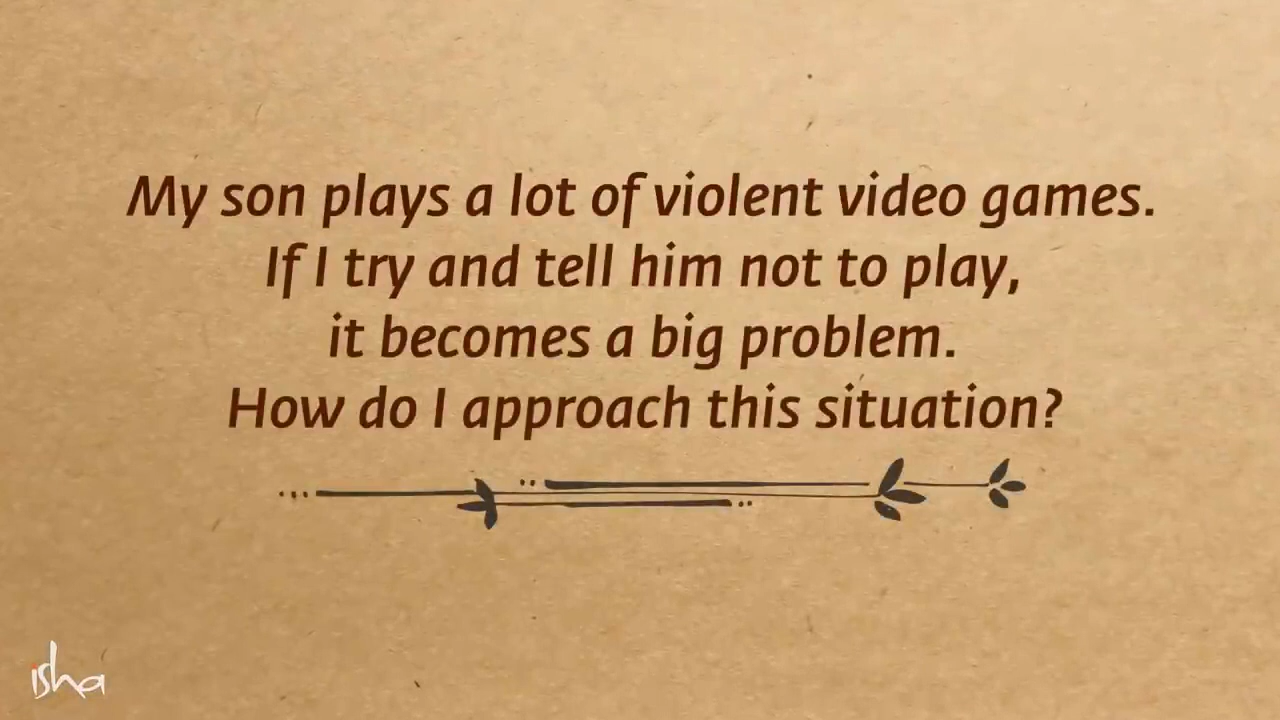 My son plays a lot of violent video games.
If I try and tell him not to play,
it becomes a big problem.
How do I approach this situation?
isha